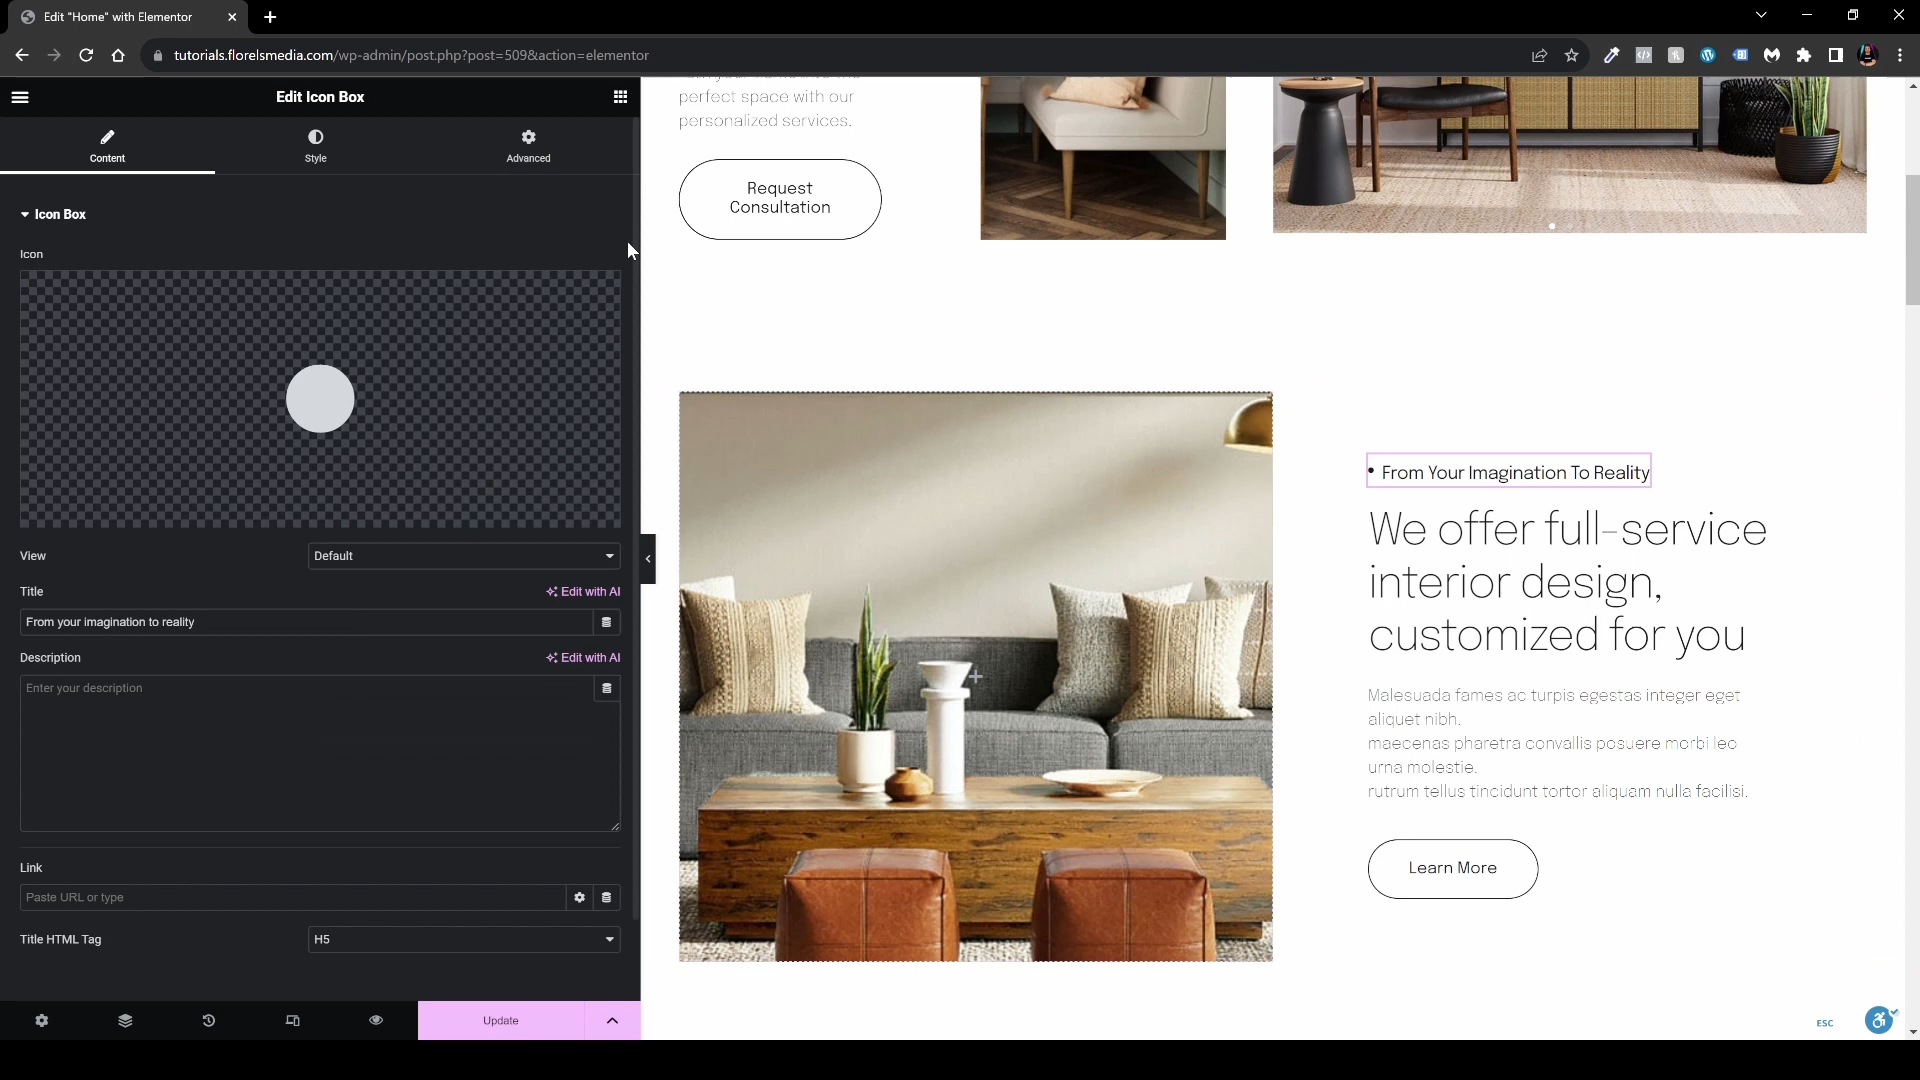 Edit "Home" with Elementor
tutorials.florelsmedia.com/wp-admin/post.php?post=509&action=elementor
Edit Icon Box
Content
Style
Advanced
Icon Box
Icon
View
Default
Title
Edit with AI
From your imagination to reality
Description
Edit with AI
Enter your description
Link
Paste URL or type
Title HTML Tag
H5
Update
perfect space with our
personalized services.
Request
Consultation
From Your Imagination To Reality
We offer full-service
interior design,
customized for you
Malesuada fames ac turpis egestas integer eget
aliquet nibh.
maecenas pharetra convallis posuere morbi leo
urna molestie.
rutrum tellus tincidunt tortor aliquam nulla facilisi.
Learn More
ESC